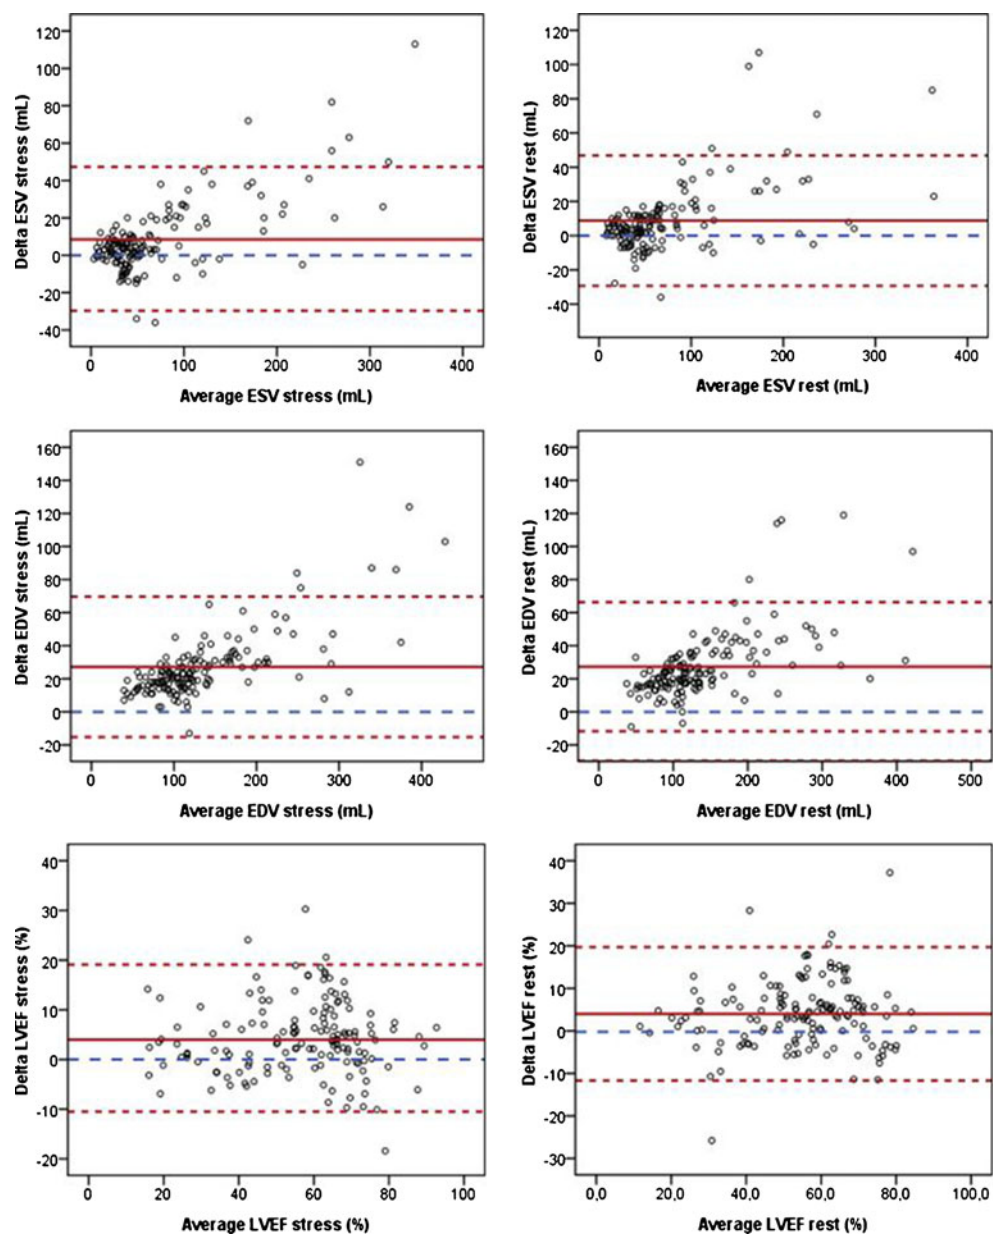 120
100
80
60
40
20
0
-20
-40
Delta ESV stress (mL)
0 100 200 300 400
Average ESV stress (mL)
120
100
80
60
40
20
0
-20
-40
Delta ESV rest (mL)
0 100 200 300 400
Average ESV rest (mL)
160
140
120
100
80
60
40
20
0
-20
Delta EDV stress (mL)
0 100 200 300 400
Average EDV stress (mL)
160
140
120
100
80
60
40
20
0
-20
Delta EDV rest (mL)
0 100 200 300 400 500
Average EDV rest (mL)
40
30
20
10
0
-10
-20
Delta LVEF stress (%)
0 20 40 60 80 100
Average LVEF stress (%)
40
30
20
10
0
-10
-20
-30
Delta LVEF rest (%)
0,0 20,0 40,0 60,0 80,0 100,0
Average LVEF rest (%)